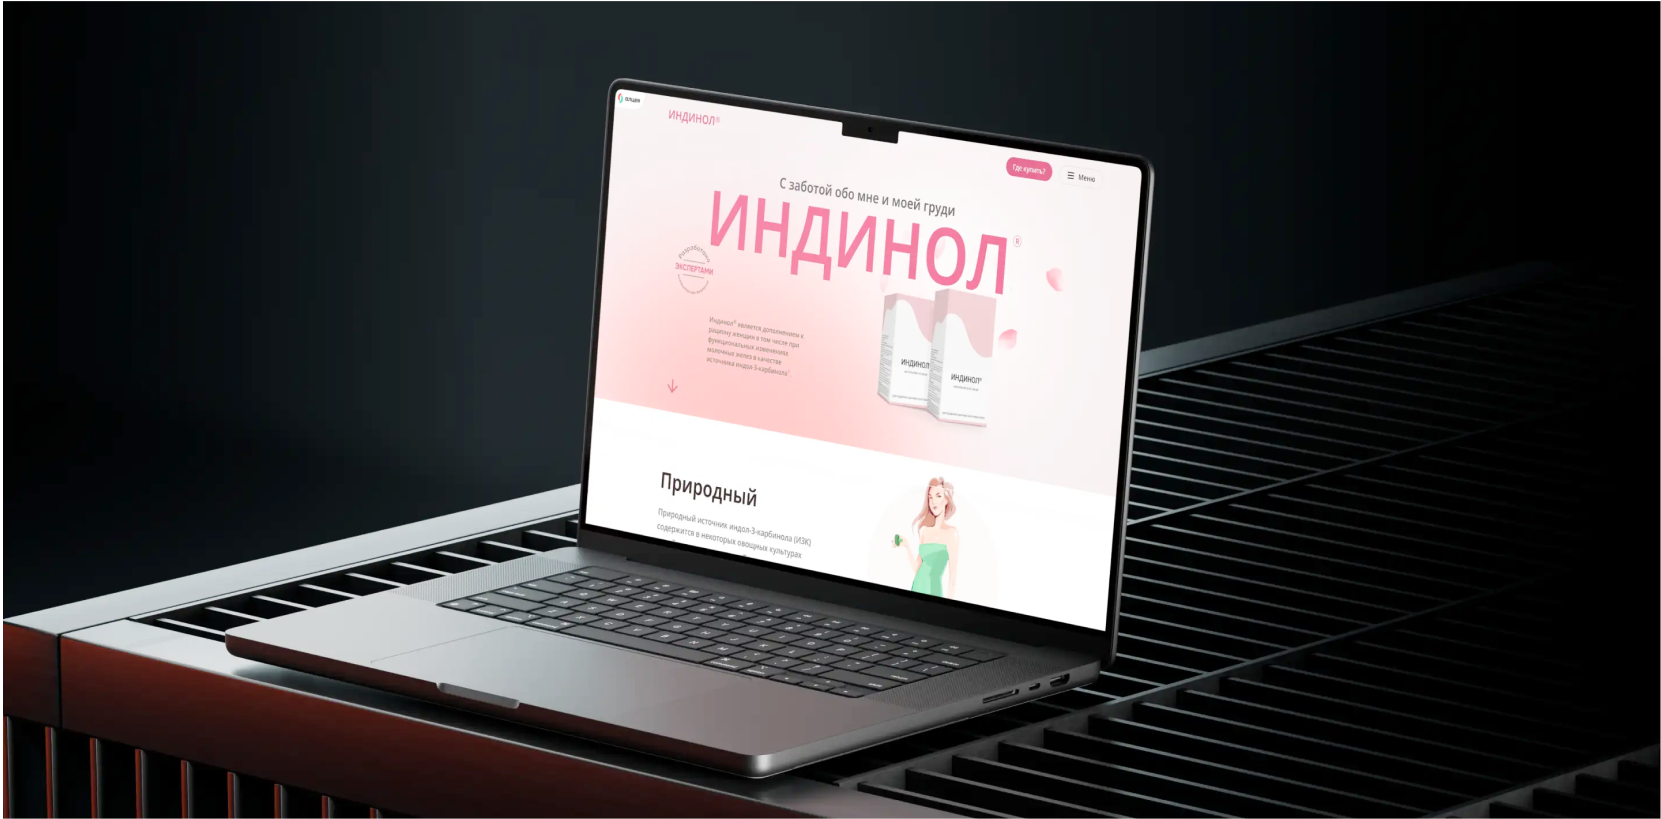 алцея
ИНДИНОЛ®
Где купить?
Меню
С заботой обо мне и моей груди
ИНДИНОЛ®
Разработано
ЭКСПЕРТАМИ
Индинол® является дополнением к
рациону женщин в том числе при
функциональных изменениях
молочных желез в качестве
источника индол-3-карбинола
ИНДИНОЛ
ИНДИНОЛ®
Природный
Природный источник индол-3-карбинола (И3К)
содержится в некоторых овощных культурах